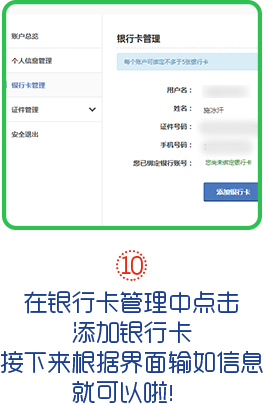 账户总览
个人信息管理
银行卡管理
证件管理
安全退出
银行卡管理
每个账户可绑定不多于5张银行卡
用户名：
姓名： 施冰汗
证件号码：
手机号码：
您已绑定银行账号： 您尚未绑定银行卡
添加银行卡
10
在银行卡管理中点击
添加银行卡
接下来根据界面输如信息
就可以啦！